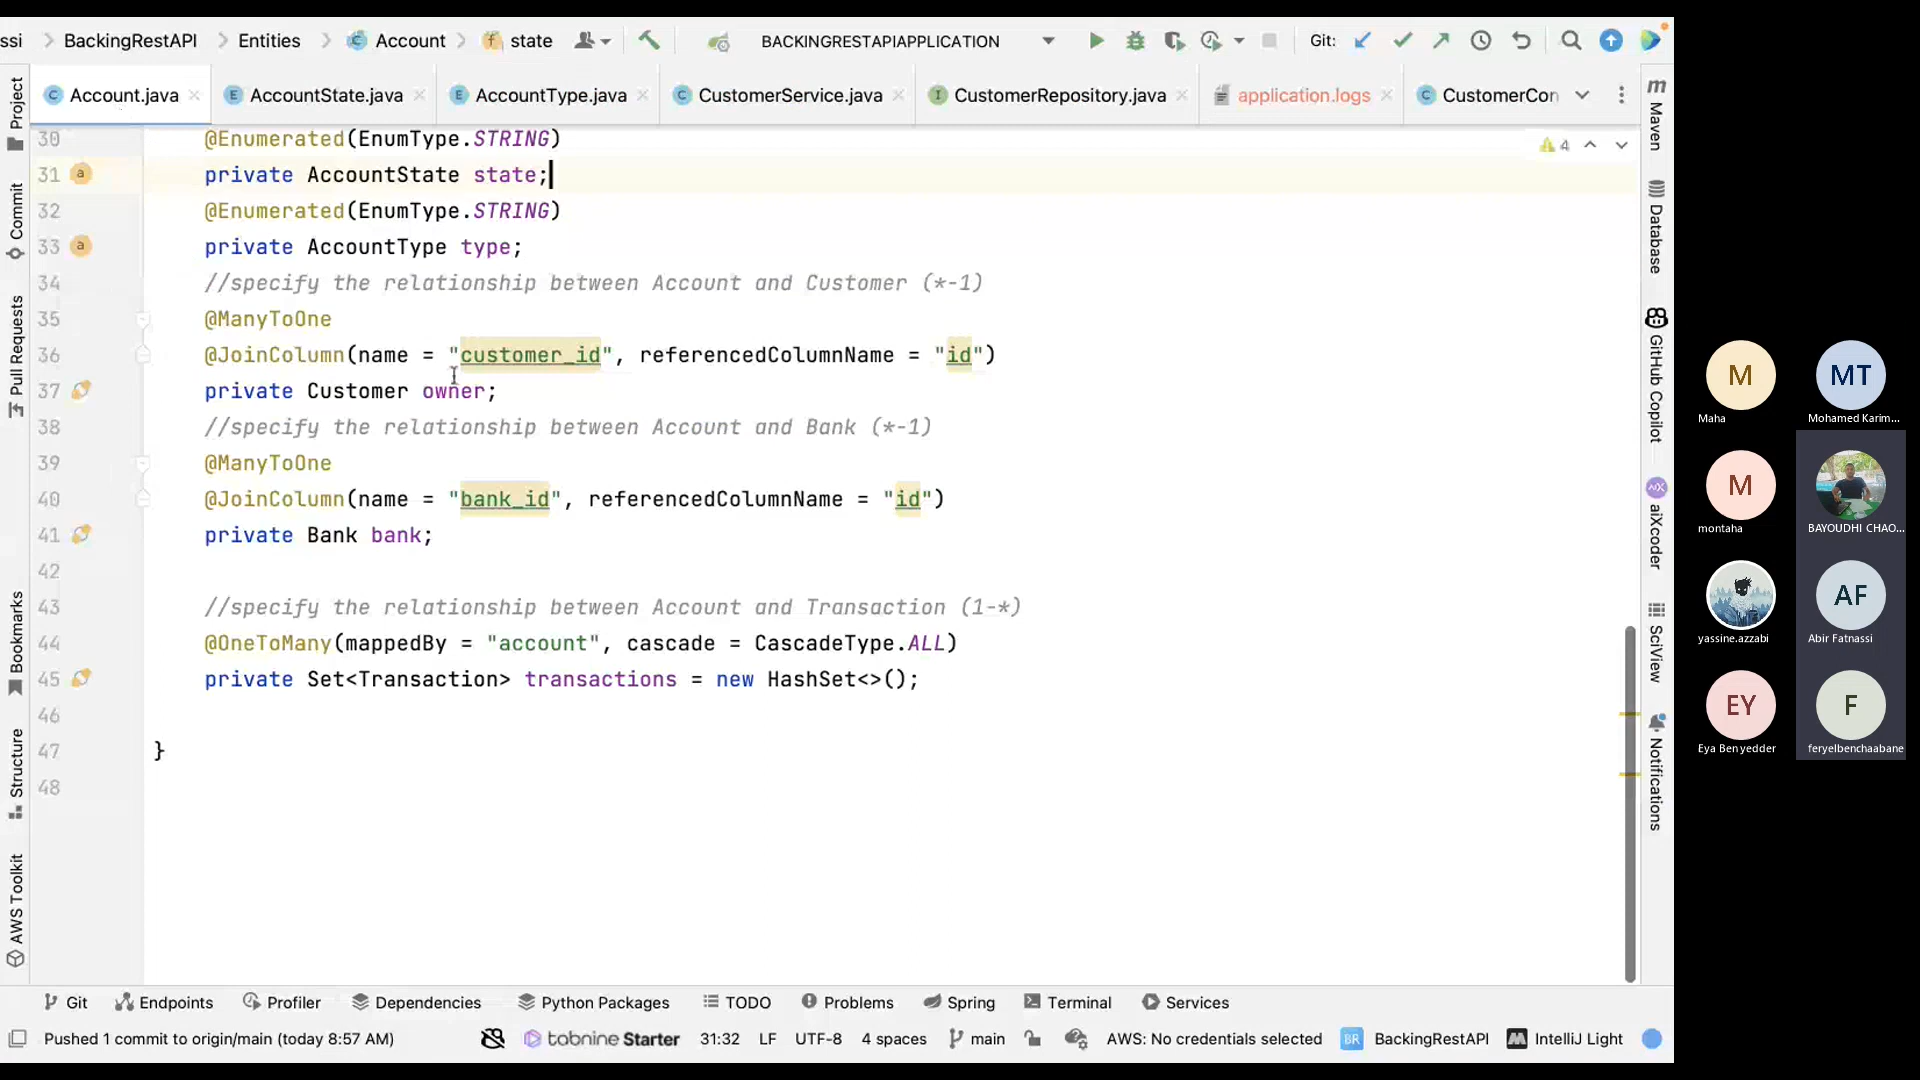 ssi BackingRestAPI Entities Account state BACKINGRESTAPIAPPLICATION Git:
Account.java AccountState.java AccountType.java CustomerService.java CustomerRepository.java application.logs CustomerCon
30 @Enumerated(EnumType.STRING)
31 private AccountState state;
32 @Enumerated(EnumType.STRING)
33 private AccountType type;
34 //specify the relationship between Account and Customer (*-1)
35 @ManyToOne
36 @JoinColumn(name = "customer_id", referencedColumnName = "id")
37 private Customer owner;
38 //specify the relationship between Account and Bank (*-1)
39 @ManyToOne
40 @JoinColumn(name = "bank_id", referencedColumnName = "id")
41 private Bank bank;
42
43 //specify the relationship between Account and Transaction (1-*)
44 @OneToMany(mappedBy = "account", cascade = CascadeType.ALL)
45 private Set<Transaction> transactions = new HashSet<>();
46
47 }
48
4
Project
Commit
Pull Requests
Bookmarks
Structure
AWS Toolkit
Maven
Database
GitHub Copilot
aiXcoder
SciView
Notifications
M
Maha
MT
Mohamed Karim...
M
montaha
BAYOUDHI CHAO...
yassine.azzabi
AF
Abir Fatnassi
EY
Eya Ben yedder
F
feryelbenchaabane
Git Endpoints Profiler Dependencies Python Packages TODO Problems Spring Terminal Services
Pushed 1 commit to origin/main (today 8:57 AM) tabnine Starter 31:32 LF UTF-8 4 spaces main AWS: No credentials selected BR BackingRestAPI IntelliJ Light